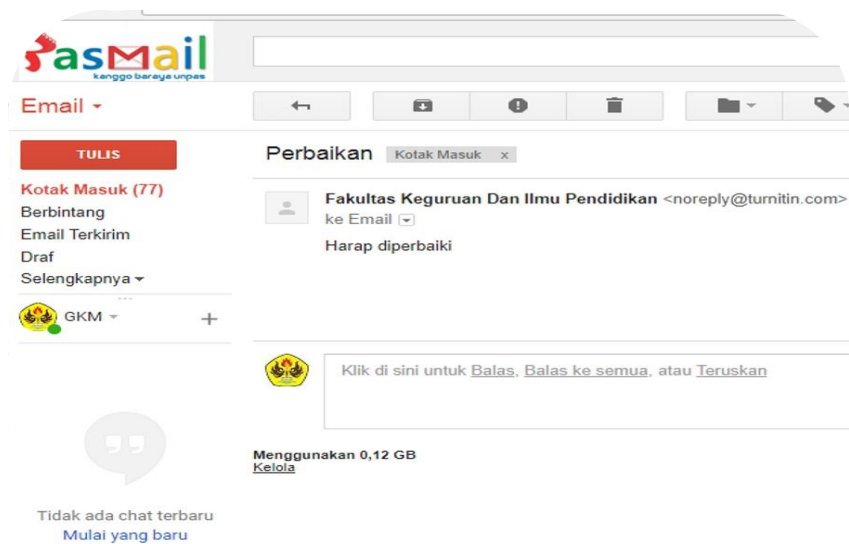 PasMail
kanggo baraya unpas
Email
TULIS
Kotak Masuk (77)
Berbintang
Email Terkirim
Draf
Selengkapnya
GKM
+
Tidak ada chat terbaru
Mulai yang baru
Perbaikan Kotak Masuk x
Fakultas Keguruan Dan Ilmu Pendidikan <noreply@turnitin.com>
ke Email
Harap diperbaiki
Klik di sini untuk Balas, Balas ke semua, atau Teruskan
Menggunakan 0,12 GB
Kelola